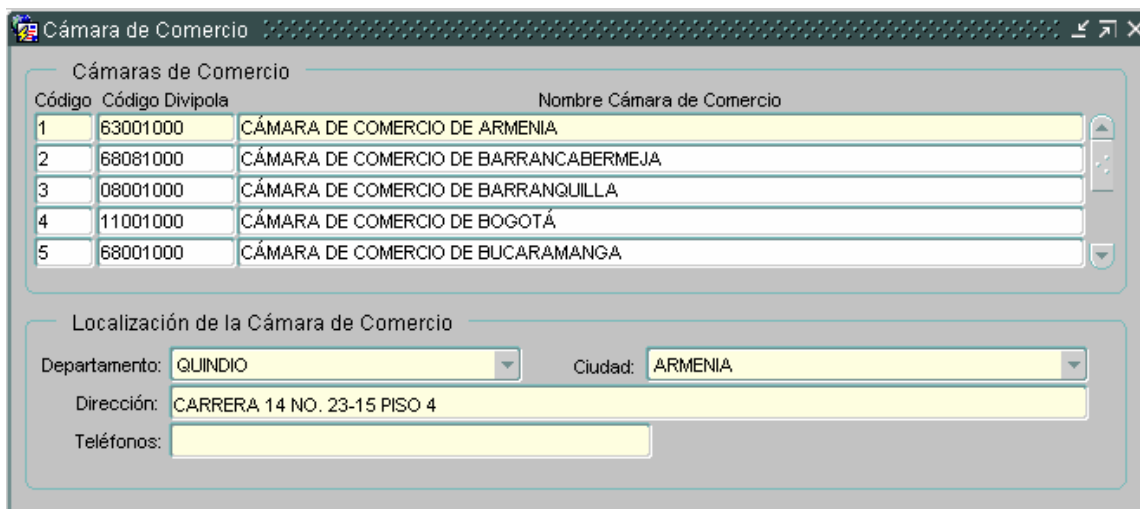 Cámara de Comercio
Cámaras de Comercio
Código Código Divipola Nombre Cámara de Comercio
1 63001000 CÁMARA DE COMERCIO DE ARMENIA
2 68081000 CÁMARA DE COMERCIO DE BARRANCABERMEJA
3 08001000 CÁMARA DE COMERCIO DE BARRANQUILLA
4 11001000 CÁMARA DE COMERCIO DE BOGOTÁ
5 68001000 CÁMARA DE COMERCIO DE BUCARAMANGA
Localización de la Cámara de Comercio
Departamento: QUINDIO Ciudad: ARMENIA
Dirección: CARRERA 14 NO. 23-15 PISO 4
Teléfonos: